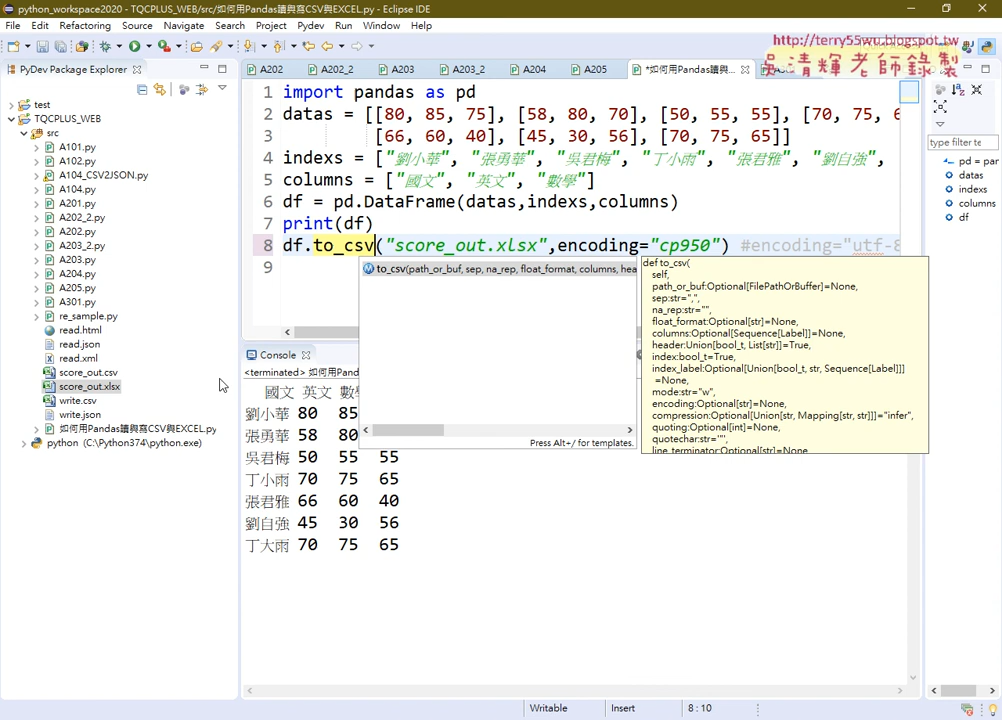 python_workspace2020 - TQCPLUS_WEB/src/如何用Pandas讀與寫CSV與EXCEL.py - Eclipse IDE
File Edit Refactoring Source Navigate Search Project Pydev Run Window Help
http://terry55wu.blogspot.tw
吳清輝老師錄製
PyDev Package Explorer
A202 A202_2 A203 A203_2 A204 A205 *如何用Pandas讀與...
test
TQCPLUS_WEB
src
A101.py
A102.py
A104_CSV2JSON.py
A104.py
A201.py
A202_2.py
A202.py
A203_2.py
A203.py
A204.py
A205.py
A301.py
re_sample.py
read.html
read.json
read.xml
score_out.csv
score_out.xlsx
write.csv
write.json
如何用Pandas讀與寫CSV與EXCEL.py
python (C:\Python374\python.exe)
1 import pandas as pd
2 datas = [[80, 85, 75], [58, 80, 70], [50, 55, 55], [70, 75, 6
3 [66, 60, 40], [45, 30, 56], [70, 75, 65]]
4 indexs = ["劉小華", "張勇華", "吳君梅", "丁小雨", "張君雅", "劉自強",
5 columns = ["國文", "英文", "數學"]
6 df = pd.DataFrame(datas,indexs,columns)
7 print(df)
8 df.to_csv("score_out.xlsx",encoding="cp950") #encoding="utf-8
9
to_csv(path_or_buf, sep, na_rep, float_format, columns, hea
Press Alt+/ for templates.
def to_csv(
self,
path_or_buf:Optional[FilePathOrBuffer]=None,
sep:str=",",
na_rep:str="",
float_format:Optional[str]=None,
columns:Optional[Sequence[Label]]=None,
header:Union[bool_t, List[str]]=True,
index:bool_t=True,
index_label:Optional[Union[bool_t, str, Sequence[Label]]]
=None,
mode:str="w",
encoding:Optional[str]=None,
compression:Optional[Union[str, Mapping[str, str]]]="infer",
quoting:Optional[int]=None,
quotechar:str='"',
line_terminator:Optional[str]=None
Console
<terminated> 如何用Pand
國文 英文 數
劉小華 80 85
張勇華 58 80
吳君梅 50 55 55
丁小雨 70 75 65
張君雅 66 60 40
劉自強 45 30 56
丁大雨 70 75 65
type filter te
pd = par
datas
indexs
columns
df
Writable Insert 8 : 10